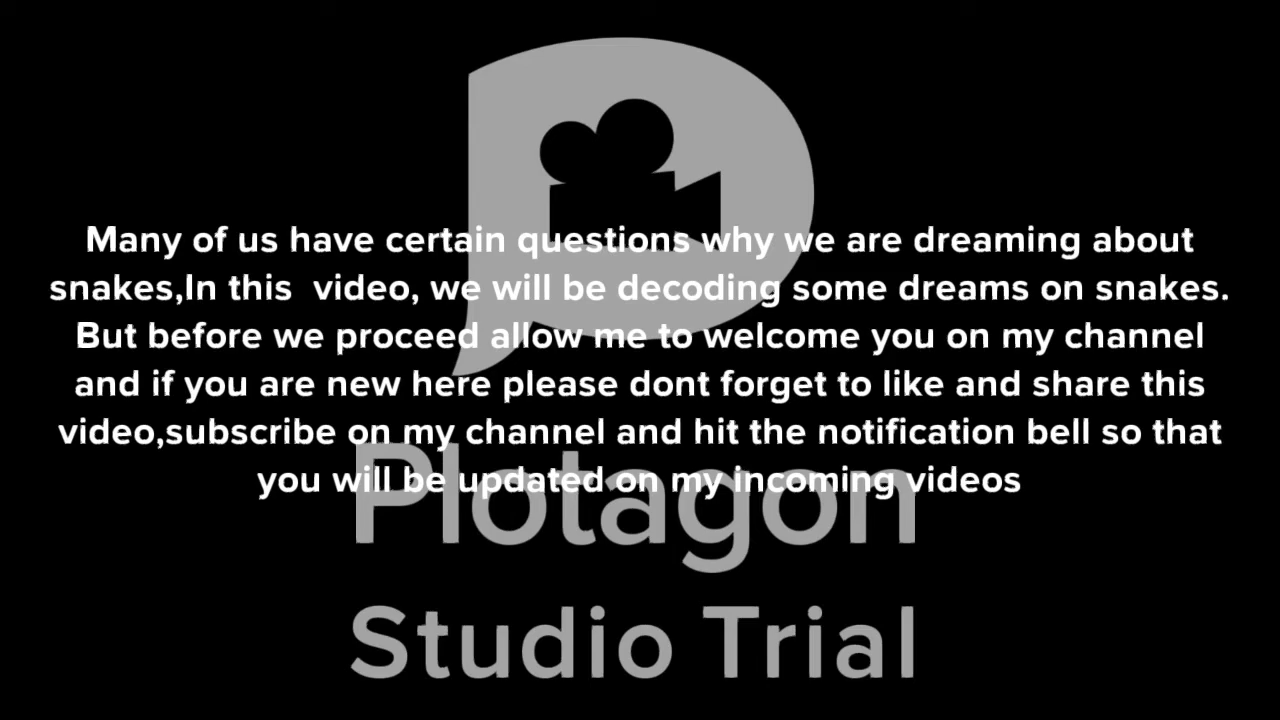 Many of us have certain questions why we are dreaming about
snakes,In this  video, we will be decoding some dreams on snakes.
But before we proceed allow me to welcome you on my channel
and if you are new here please dont forget to like and share this
video,subscribe on my channel and hit the notification bell so that
you will be updated on my incoming videos
Plotagon
Studio Trial